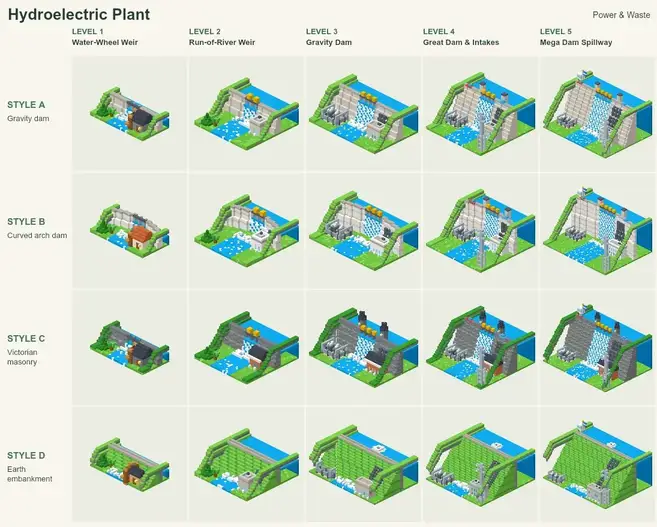 Hydroelectric Plant
Power & Waste
LEVEL 1
Water-Wheel Weir
LEVEL 2
Run-of-River Weir
LEVEL 3
Gravity Dam
LEVEL 4
Great Dam & Intakes
LEVEL 5
Mega Dam Spillway
STYLE A
Gravity dam
STYLE B
Curved arch dam
STYLE C
Victorian
masonry
STYLE D
Earth
embankment